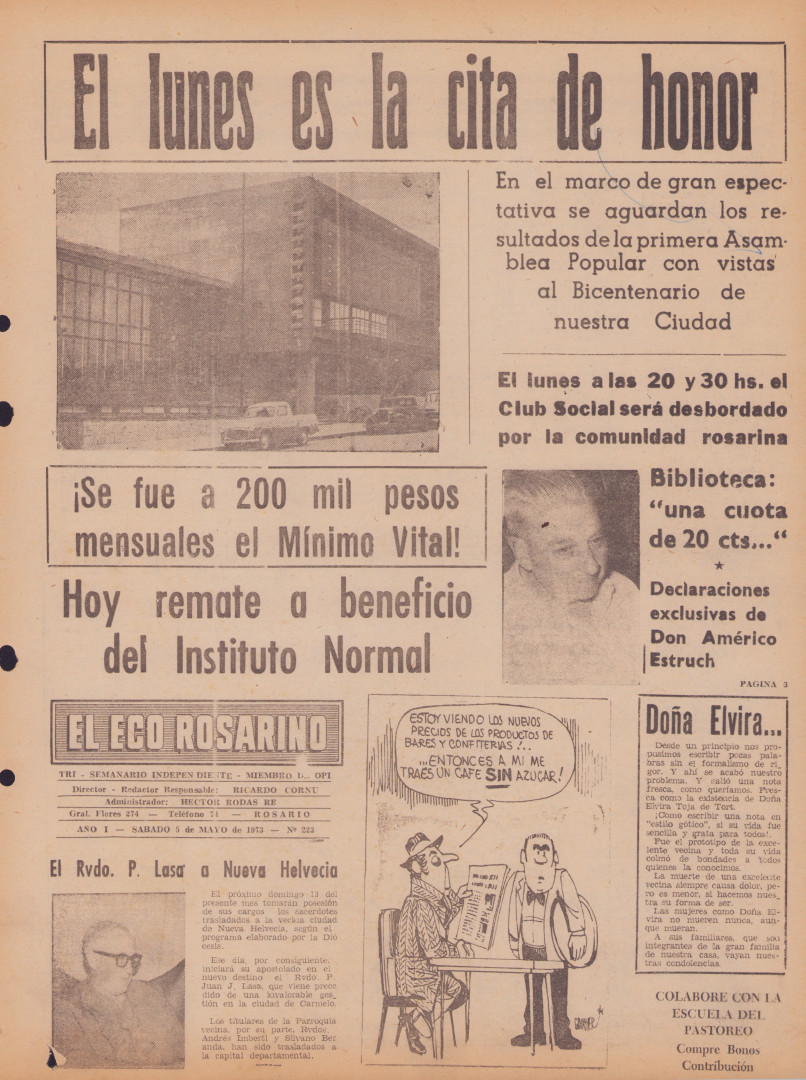 El lunes es la cita de honor
En el marco de gran espec-
tativa se aguardan los re-
sultados de la primera Asam-
blea Popular con vistas
al Bicentenario de
nuestra Ciudad
El lunes a las 20 y 30 hs. el
Club Social será desbordado
por la comunidad rosarina
¡Se fue a 200 mil pesos
mensuales el Mínimo Vital!
Hoy remate a beneficio
del Instituto Normal
Biblioteca:
“una cuota
de 20 cts...“
Declaraciones
exclusivas de
Don Américo
Estruch
PAGINA 3
EL ECO ROSARINO
TRI - SEMANARIO INDEPENDIENTE - MIEMBRO D.. OPI
Director - Redactor Responsable: RICARDO CORNU
Administrador: HECTOR RODAS RE
Gral. Flores 274 — Teléfono 74 — ROSARIO
AÑO I — SABADO 5 de MAYO de 1973 — Nº 223
El Rvdo. P. Lasa a Nueva Helvecia
El próximo domingo 13 del
presente mes tomarán posesión
de sus cargos los sacerdotes
trasladados a la vecina ciudad
de Nueva Helvecia, según el
programa elaborado por la Dió
cesis.
Ese día, por consiguiente,
iniciará su apostolado en el
nuevo destino el Rvdo. P.
Juan J. Lasa, que viene prece
dido de una invalorable ges_
tión en la ciudad de Carmelo.
Los titulares de la Parroquia
vecina, por su parte, Rvdos.
Andrés Imberti y Silvano Ber
anda, han sido trasladados a
la capital departamental.
ESTOY VIENDO LOS NUEVOS
PRECIOS DE LOS PRODUCTOS DE
BARES Y CONFITERIAS!..
...ENTONCES A MI ME
TRAES UN CAFE SIN AZUCAR!
Doña Elvira...
Desde un principio nos pro-
pusimos escribir pocas pala-
bras sin el formalismo de ri_
gor. Y ahí se acabó nuestro
problema. Y salió una nota
fresca, como queríamos. Fres-
ca como la existencia de Doña
Elvira Toja de Tort.
¡Cómo escribir una nota en
“estilo gótico”, si su vida fue
sencilla y grata para todos!.
Fue el prototipo de la exce-
lente vecina y toda su vida
colmó de bondades a todos
quienes la conocimos.
La muerte de una excelente
vecina siempre causa dolor, pe-
ro es menor, si hacemos nues_
tra su forma de ser.
Las mujeres como Doña El-
vira no mueren nunca, aun-
que mueran.
A sus familiares, que son
integrantes de la gran familia
de nuestra casa, vayan nues-
tras condolencias.
COLABORE CON LA
ESCUELA DEL
PASTOREO
Compre Bonos
Contribución